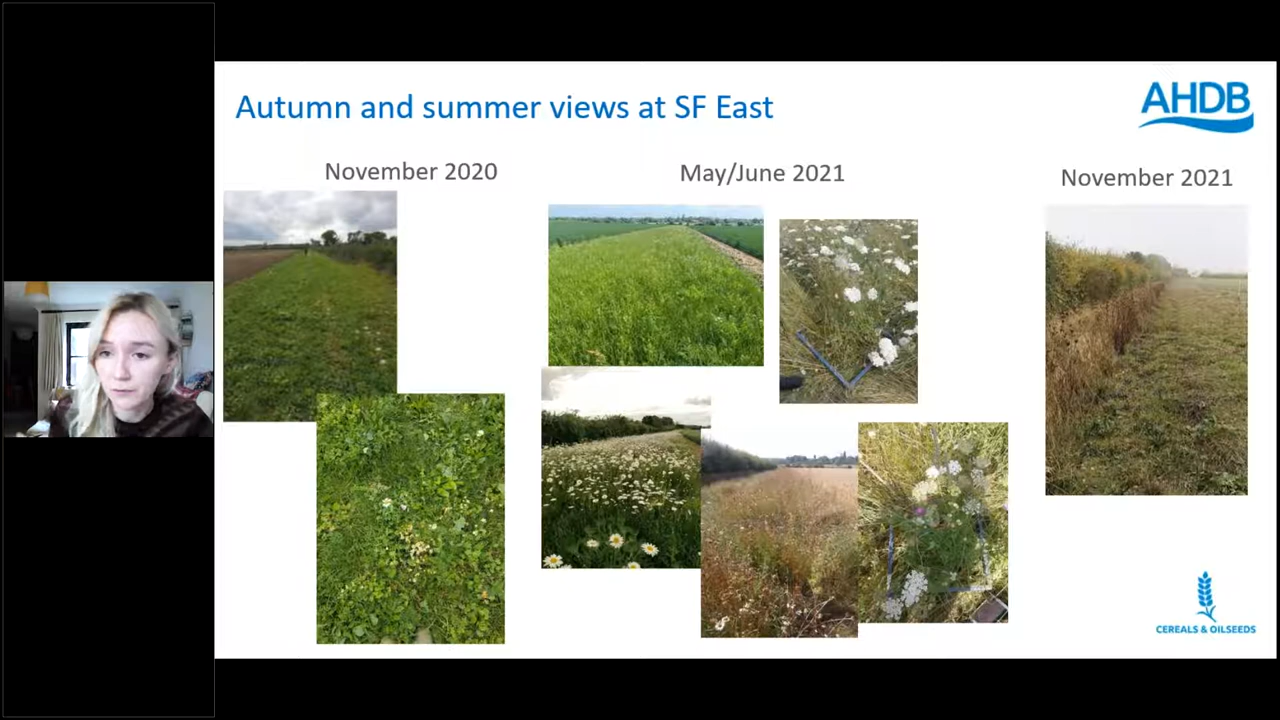 Autumn and summer views at SF East
AHDB
November 2020
May/June 2021
November 2021
CEREALS & OILSEEDS